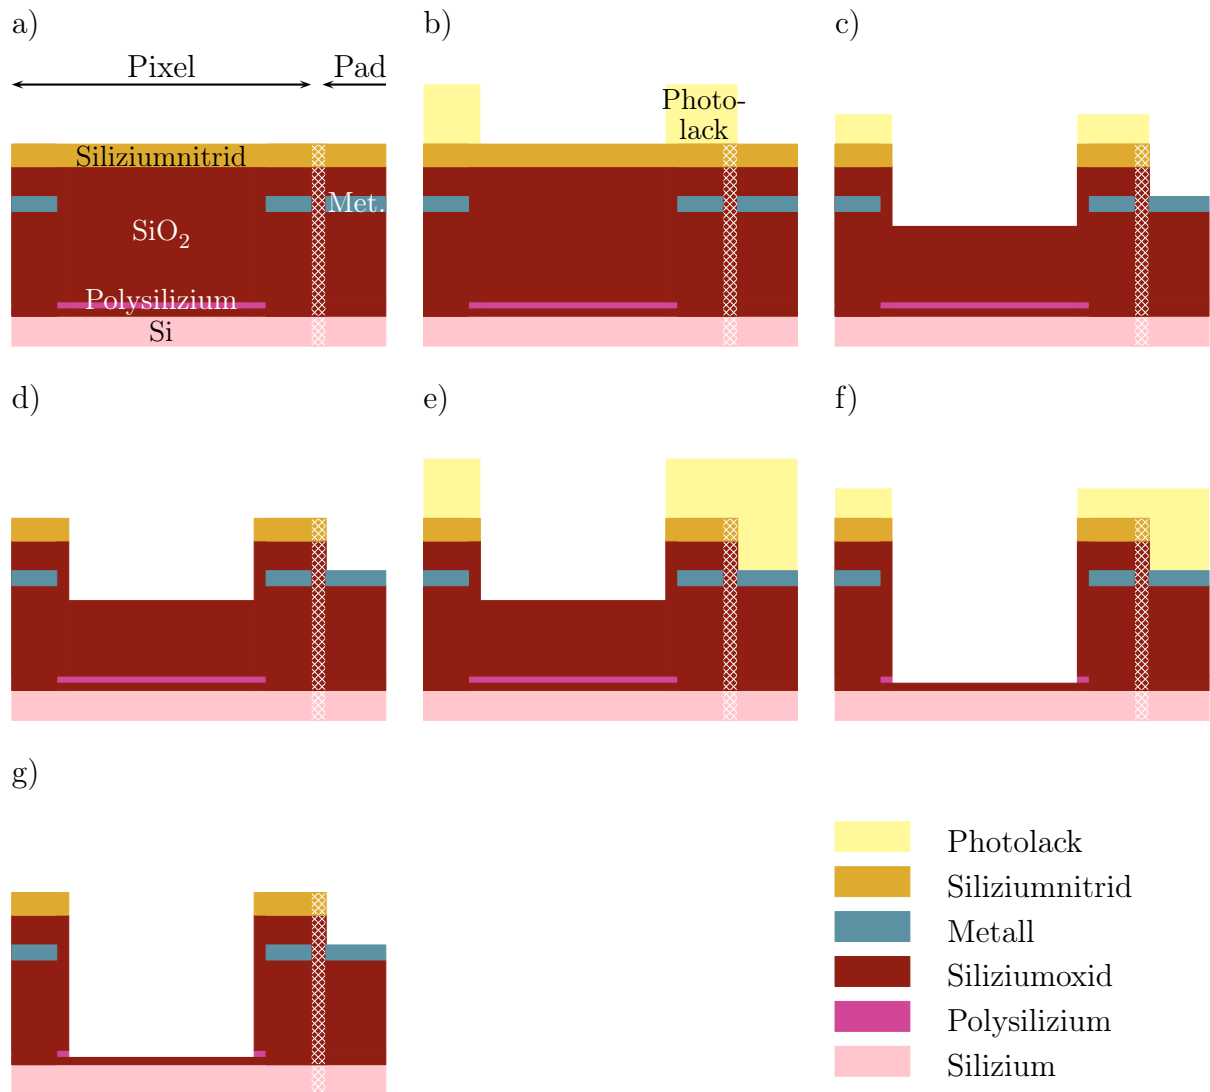 a)
Pixel
Pad
Siliziumnitrid
Met.
SiO₂
Polysilizium
Si
b)
Photo-
lack
c)
d)
e)
f)
g)
Photolack
Siliziumnitrid
Metall
Siliziumoxid
Polysilizium
Silizium